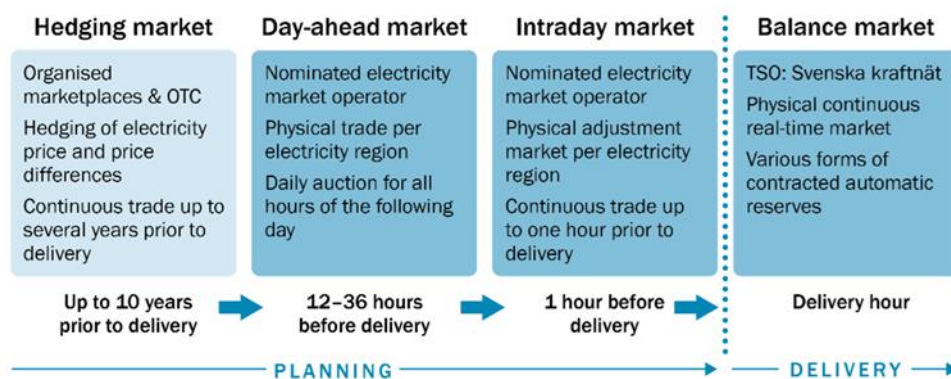 Hedging market
Organised
marketplaces & OTC
Hedging of electricity
price and price
differences
Continuous trade up to
several years prior to
delivery
Up to 10 years
prior to delivery
Day-ahead market
Nominated electricity
market operator
Physical trade per
electricity region
Daily auction for all
hours of the following
day
12–36 hours
before delivery
Intraday market
Nominated electricity
market operator
Physical adjustment
market per electricity
region
Continuous trade up
to one hour prior to
delivery
1 hour before
delivery
Balance market
TSO: Svenska kraftnät
Physical continuous
real-time market
Various forms of
contracted automatic
reserves
Delivery hour
PLANNING
DELIVERY